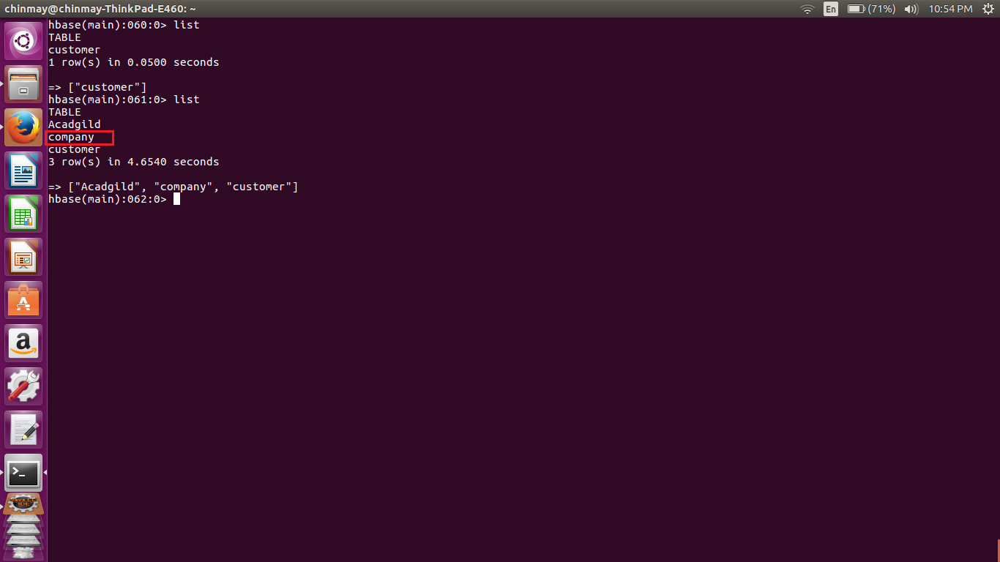 chinmay@chinmay-ThinkPad-E460: ~
En
(71%)
10:54 PM
hbase(main):060:0> list
TABLE
customer
1 row(s) in 0.0500 seconds
=> ["customer"]
hbase(main):061:0> list
TABLE
Acadgild
company
customer
3 row(s) in 4.6540 seconds
=> ["Acadgild", "company", "customer"]
hbase(main):062:0>